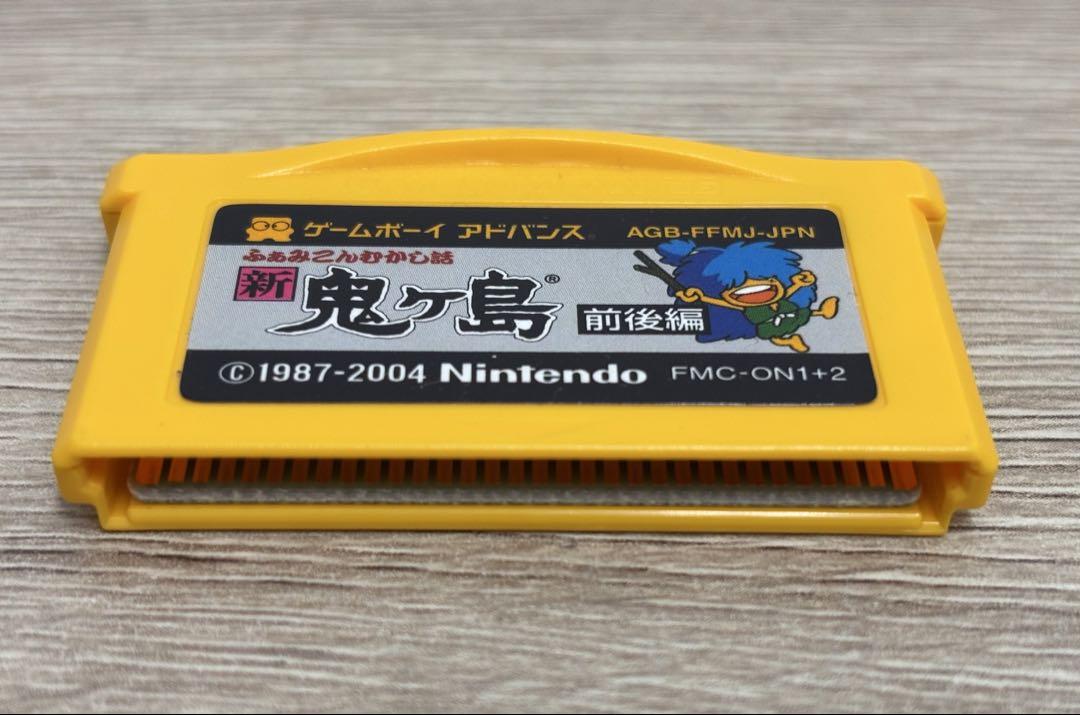 ゲームボーイ アドバンス AGB-FFMJ-JPN
ふぁみこんむかし話
新 鬼ヶ島® 前後編
©1987-2004 Nintendo FMC-ON1+2